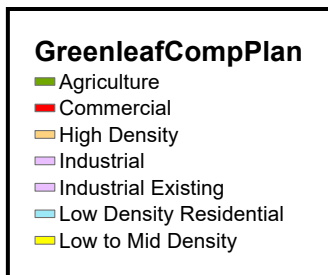 GreenleafCompPlan
Agriculture
Commercial
High Density
Industrial
Industrial Existing
Low Density Residential
Low to Mid Density